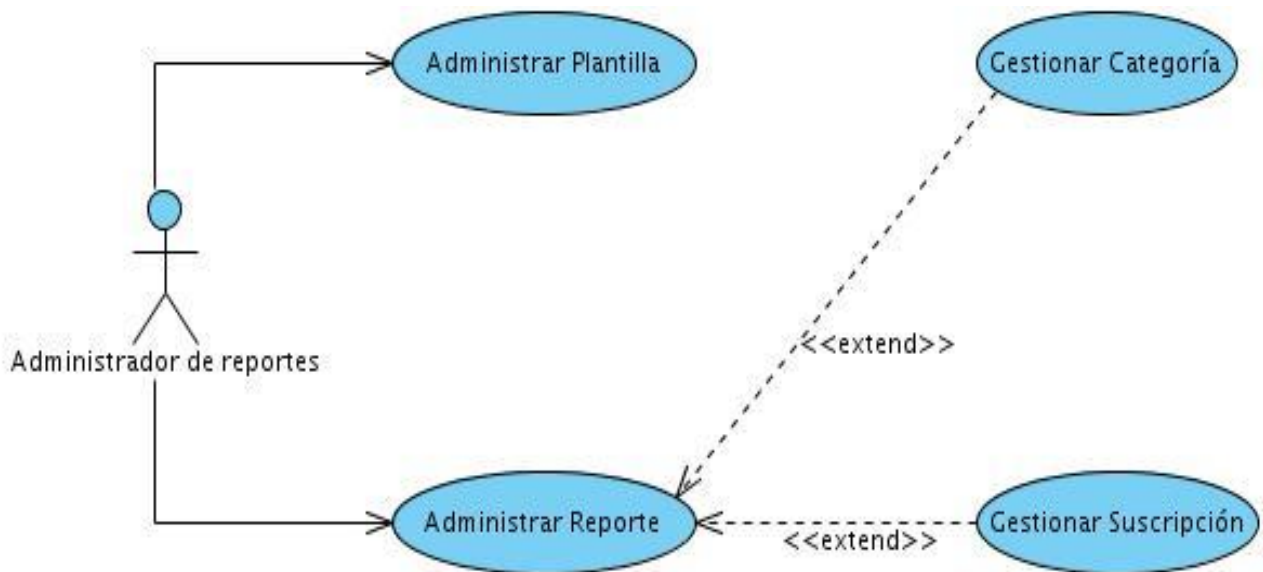 Administrar Plantilla
Gestionar Categoría
Administrador de reportes
<<extend>>
Administrar Reporte
<<extend>>
Gestionar Suscripción